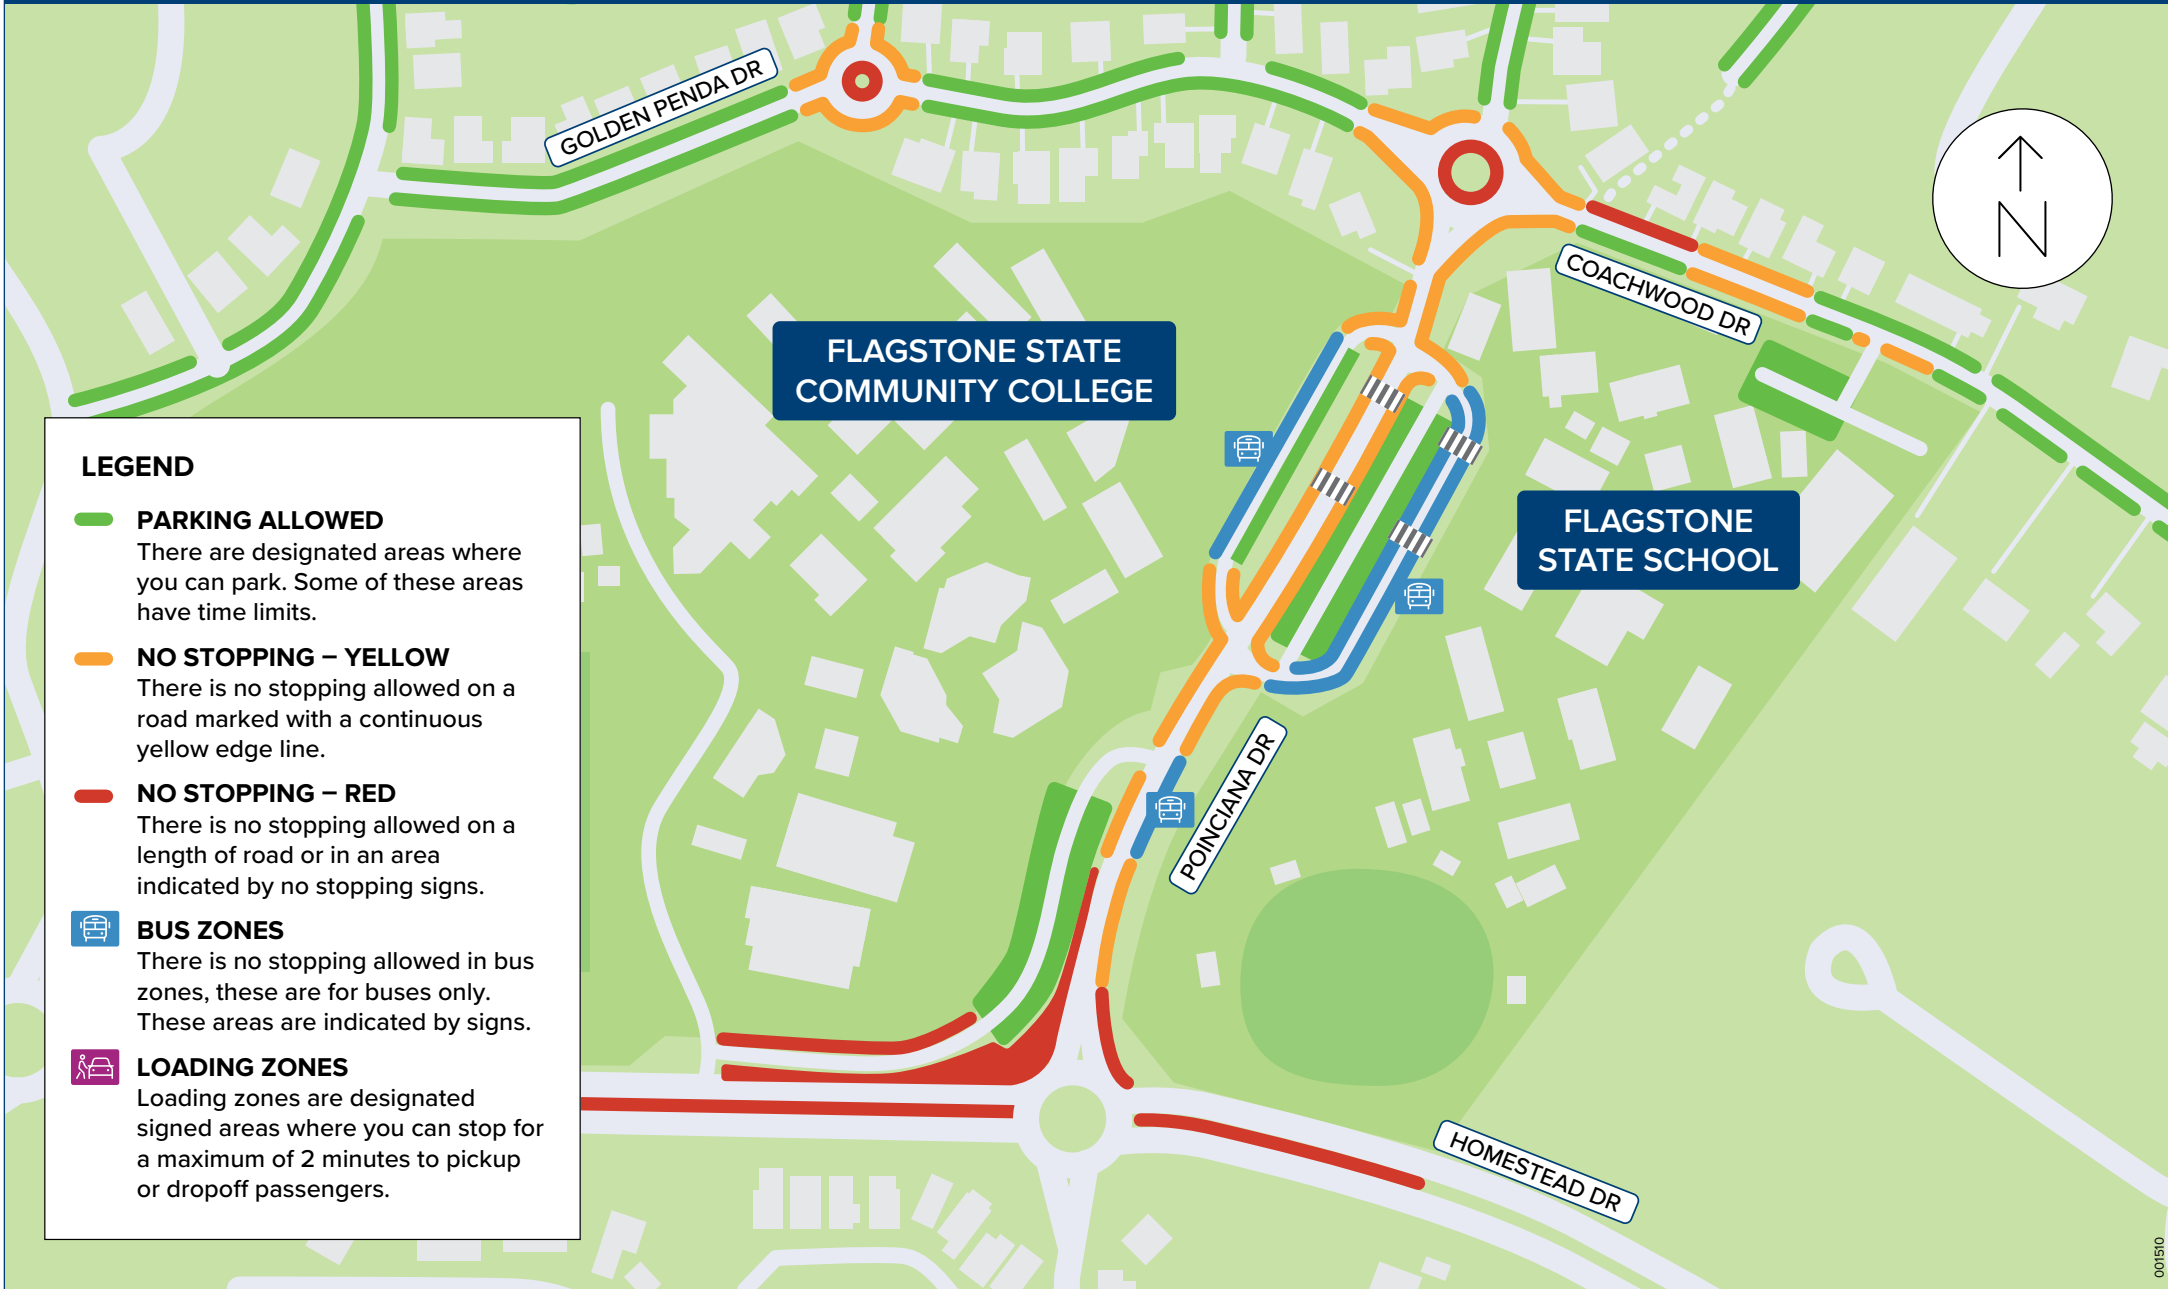 GOLDEN PENDA DR
N
COACHWOOD DR
FLAGSTONE STATE
COMMUNITY COLLEGE
FLAGSTONE
STATE SCHOOL
POINCIANA DR
HOMESTEAD DR
LEGEND
PARKING ALLOWED
There are designated areas where
you can park. Some of these areas
have time limits.
NO STOPPING – YELLOW
There is no stopping allowed on a
road marked with a continuous
yellow edge line.
NO STOPPING – RED
There is no stopping allowed on a
length of road or in an area
indicated by no stopping signs.
BUS ZONES
There is no stopping allowed in bus
zones, these are for buses only.
These areas are indicated by signs.
LOADING ZONES
Loading zones are designated
signed areas where you can stop for
a maximum of 2 minutes to pickup
or dropoff passengers.
001510